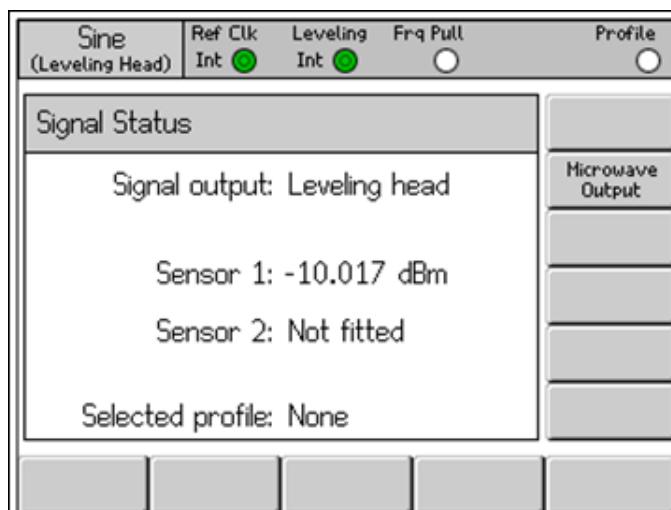 Sine
(Leveling Head)
Ref Clk
Int
Leveling
Int
Frq Pull
Profile
Signal Status
Signal output: Leveling head
Microwave
Output
Sensor 1: -10.017 dBm
Sensor 2: Not fitted
Selected profile: None